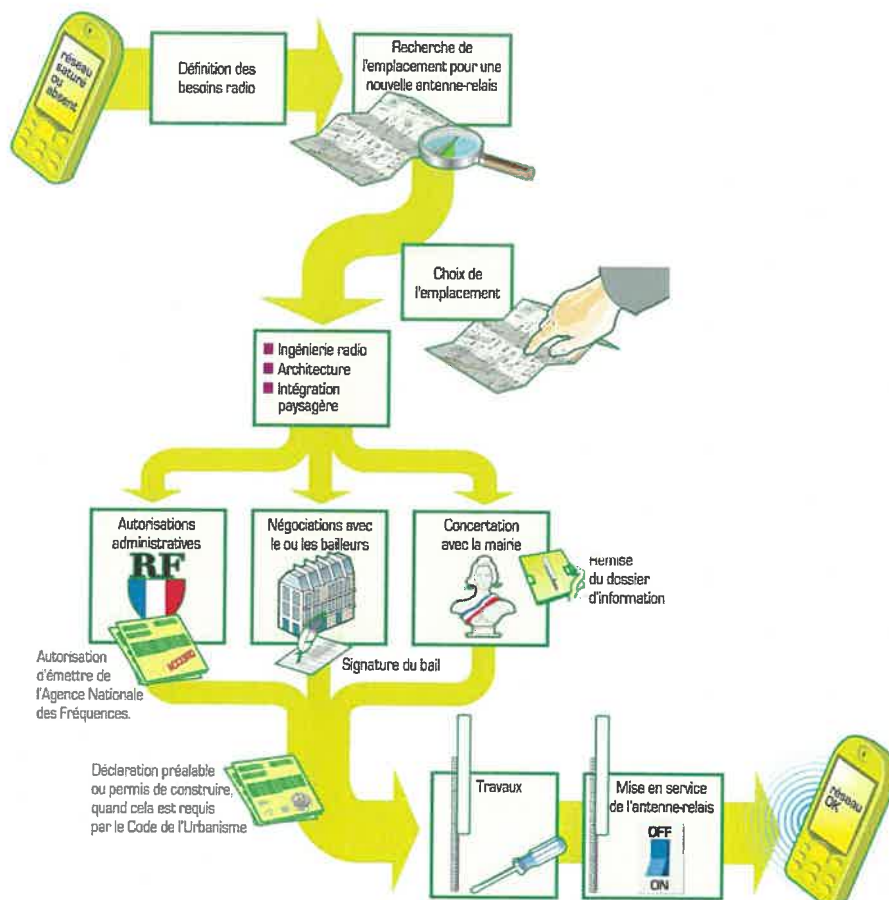 réseau
saturé
ou
absent
Définition des
besoins radio
Recherche de
l'emplacement pour une
nouvelle antenne-relais
Choix de
l'emplacement
Ingénierie radio
Architecture
Intégration
paysagère
Autorisations
administratives
RF
ACCORD
Autorisation
d'émettre de
l'Agence Nationale
des Fréquences.
Négociations avec
le ou les bailleurs
Signature du bail
Concertation
avec la mairie
Remise
du dossier
d'information
Déclaration préalable
ou permis de construire,
quand cela est requis
par le Code de l'Urbanisme
Travaux
Mise en service
de l'antenne-relais
OFF
ON
réseau
OK